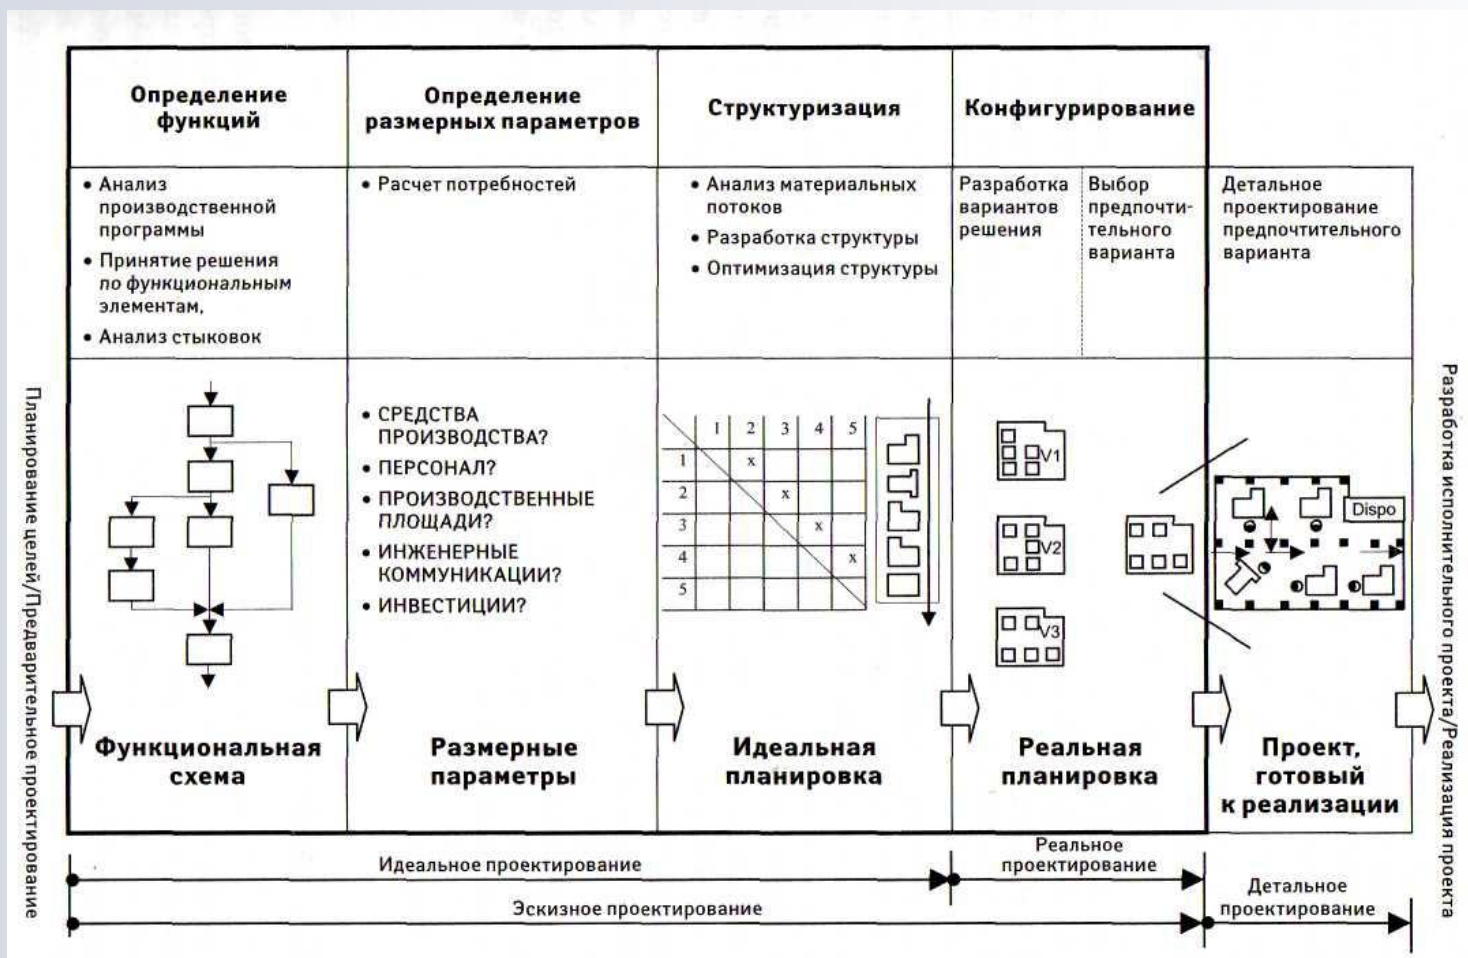 Определение
функций
Определение
размерных параметров
Структуризация
Конфигурирование
• Анализ
производственной
программы
• Принятие решения
по функциональным
элементам,
• Анализ стыковок
• Расчет потребностей
• Анализ материальных
потоков
• Разработка структуры
• Оптимизация структуры
Разработка
вариантов
решения
Выбор
предпочти-
тельного
варианта
Детальное
проектирование
предпочтительного
варианта
Планирование целей/Предварительное проектирование
• СРЕДСТВА
ПРОИЗВОДСТВА?
• ПЕРСОНАЛ?
• ПРОИЗВОДСТВЕННЫЕ
ПЛОЩАДИ?
• ИНЖЕНЕРНЫЕ
КОММУНИКАЦИИ?
• ИНВЕСТИЦИИ?
1 2 3 4 5
1 x
2 x
3 x
4 x
5
V1
V2
V3
Dispo
Разработка исполнительного проекта/Реализация проекта
Функциональная
схема
Размерные
параметры
Идеальная
планировка
Реальная
планировка
Проект,
готовый
к реализации
Идеальное проектирование
Реальное
проектирование
Эскизное проектирование
Детальное
проектирование